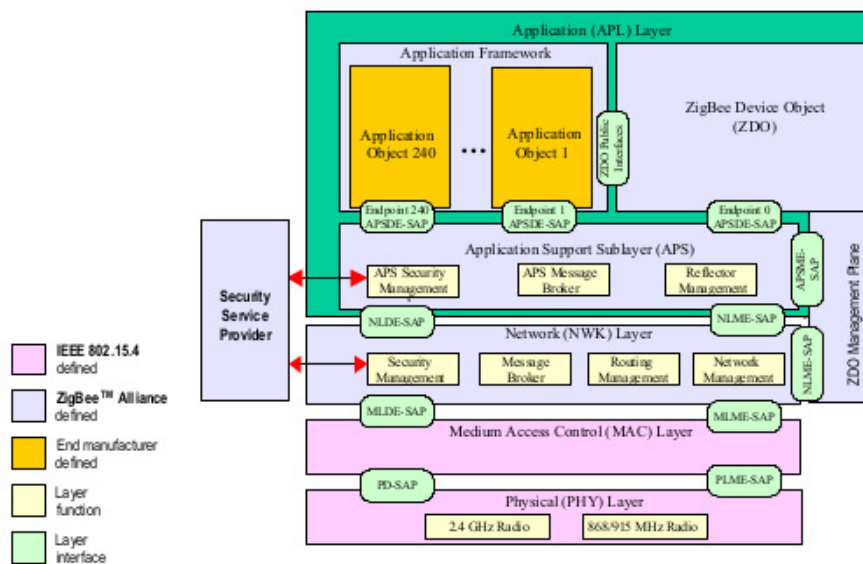 Application (APL) Layer
Application Framework
ZigBee Device Object
(ZDO)
Application
Object 240
...
Application
Object 1
ZDO Public
Interfaces
Endpoint 240
APSDE-SAP
Endpoint 1
APSDE-SAP
Endpoint 0
APSDE-SAP
Application Support Sublayer (APS)
APS Security
Management
APS Message
Broker
Reflector
Management
APSME-
SAP
Security
Service
Provider
ZDO Management Plane
NLDE-SAP
NLME-SAP
Network (NWK) Layer
Security
Management
Message
Broker
Routing
Management
Network
Management
NLME-SAP
MLDE-SAP
MLME-SAP
Medium Access Control (MAC) Layer
PD-SAP
PLME-SAP
Physical (PHY) Layer
2.4 GHz Radio
868/915 MHz Radio
IEEE 802.15.4
defined
ZigBee™ Alliance
defined
End manufacturer
defined
Layer
function
Layer
interface